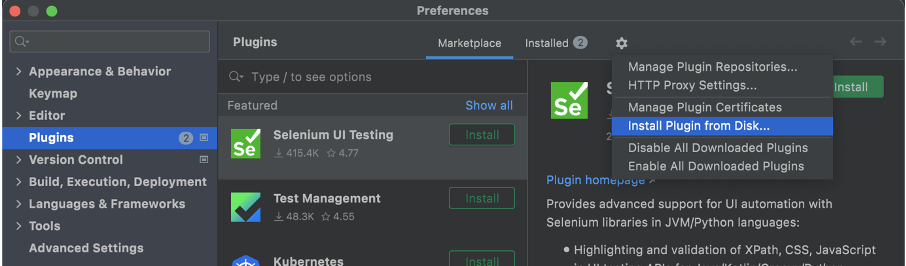 Preferences
Plugins
Marketplace
Installed 2
Type / to see options
Featured
Show all
Appearance & Behavior
Keymap
Editor
Plugins 2
Version Control
Build, Execution, Deployment
Languages & Frameworks
Tools
Advanced Settings
Se
Selenium UI Testing
415.4K 4.77
Install
Test Management
48.3K 4.55
Install
Kubernetes
Manage Plugin Repositories...
HTTP Proxy Settings...
Manage Plugin Certificates
Install Plugin from Disk...
Disable All Downloaded Plugins
Enable All Downloaded Plugins
Se
Install
Plugin homepage
Provides advanced support for UI automation with
Selenium libraries in JVM/Python languages:
• Highlighting and validation of XPath, CSS, JavaScript